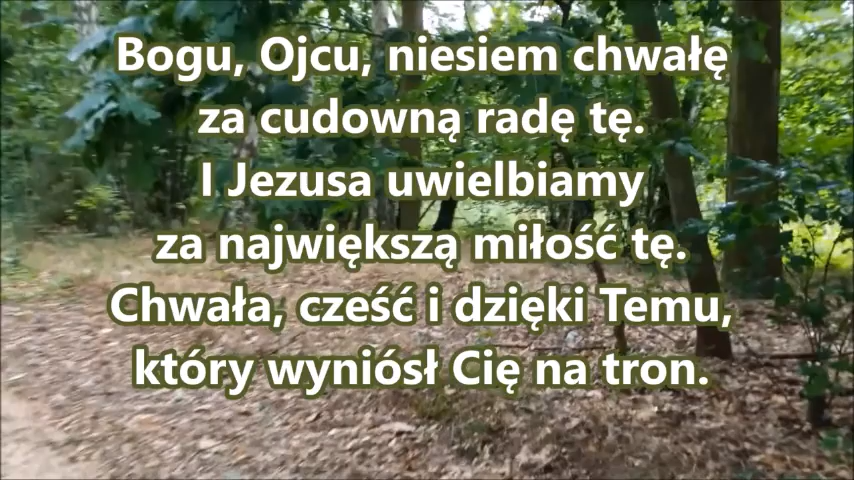 Bogu, Ojcu, niesiem chwałę
za cudowną radę tę.
I Jezusa uwielbiamy
za największą miłość tę.
Chwała, cześć i dzięki Temu,
który wyniósł Cię na tron.